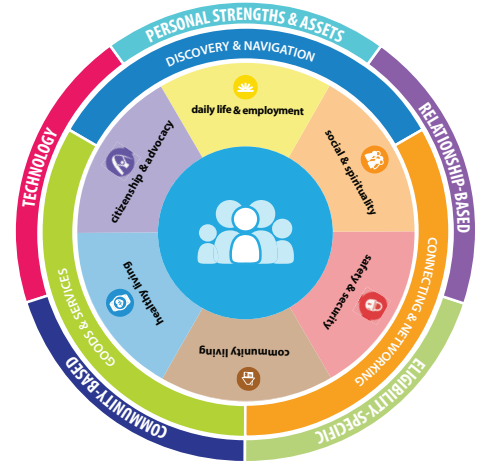 PERSONAL STRENGTHS & ASSETS
RELATIONSHIP-BASED
ELIGIBILITY-SPECIFIC
COMMUNITY-BASED
TECHNOLOGY
DISCOVERY & NAVIGATION
CONNECTING & NETWORKING
GOODS & SERVICES
daily life & employment
social & spirituality
safety & security
community living
healthy living
citizenship & advocacy